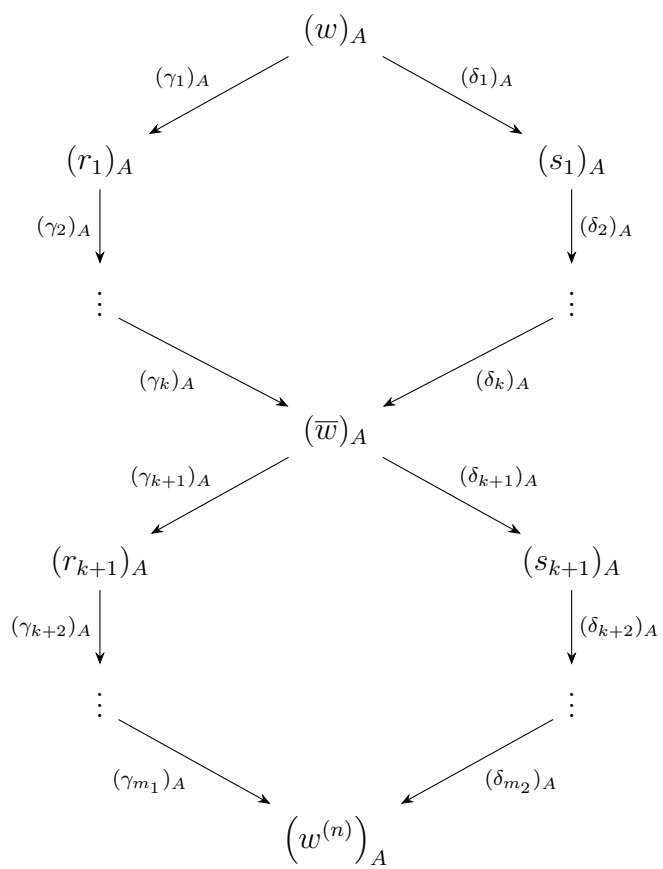 (w)_A
(γ_1)_A (δ_1)_A
(r_1)_A (s_1)_A
(γ_2)_A (δ_2)_A
⋮ ⋮
(γ_k)_A (δ_k)_A
(w̅)_A
(γ_{k+1})_A (δ_{k+1})_A
(r_{k+1})_A (s_{k+1})_A
(γ_{k+2})_A (δ_{k+2})_A
⋮ ⋮
(γ_{m_1})_A (δ_{m_2})_A
(w^{(n)})_A